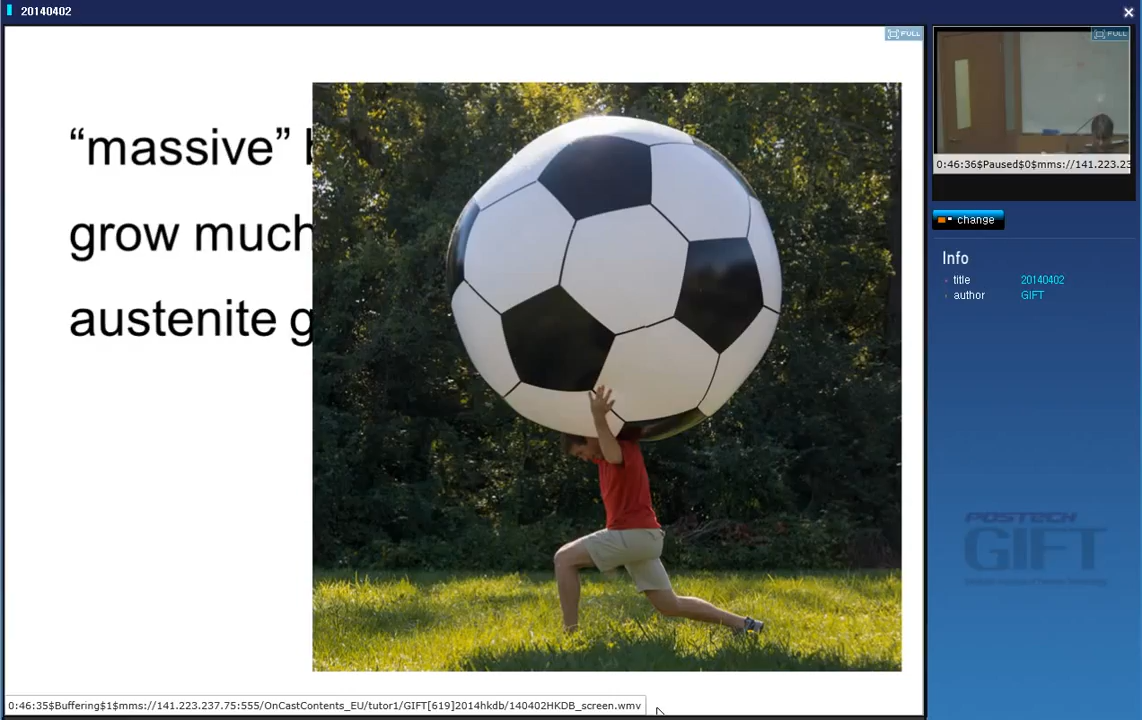 20140402
FULL
FULL
“massive”
grow much
austenite g
0:46:36$Paused$0$mms://141.223.23
change
Info
title 20140402
author GIFT
POSTECH
GIFT
0:46:35$Buffering$1$mms://141.223.237.75:555/OnCastContents_EU/tutor1/GIFT[619]2014hkdb/140402HKDB_screen.wmv